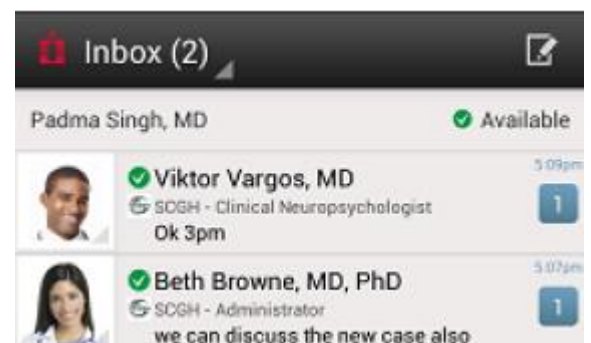 Inbox (2)
Padma Singh, MD Available
5:09pm
Viktor Vargos, MD
SCGH - Clinical Neuropsychologist
1
Ok 3pm
5:07pm
Beth Browne, MD, PhD
SCGH - Administrator
1
we can discuss the new case also